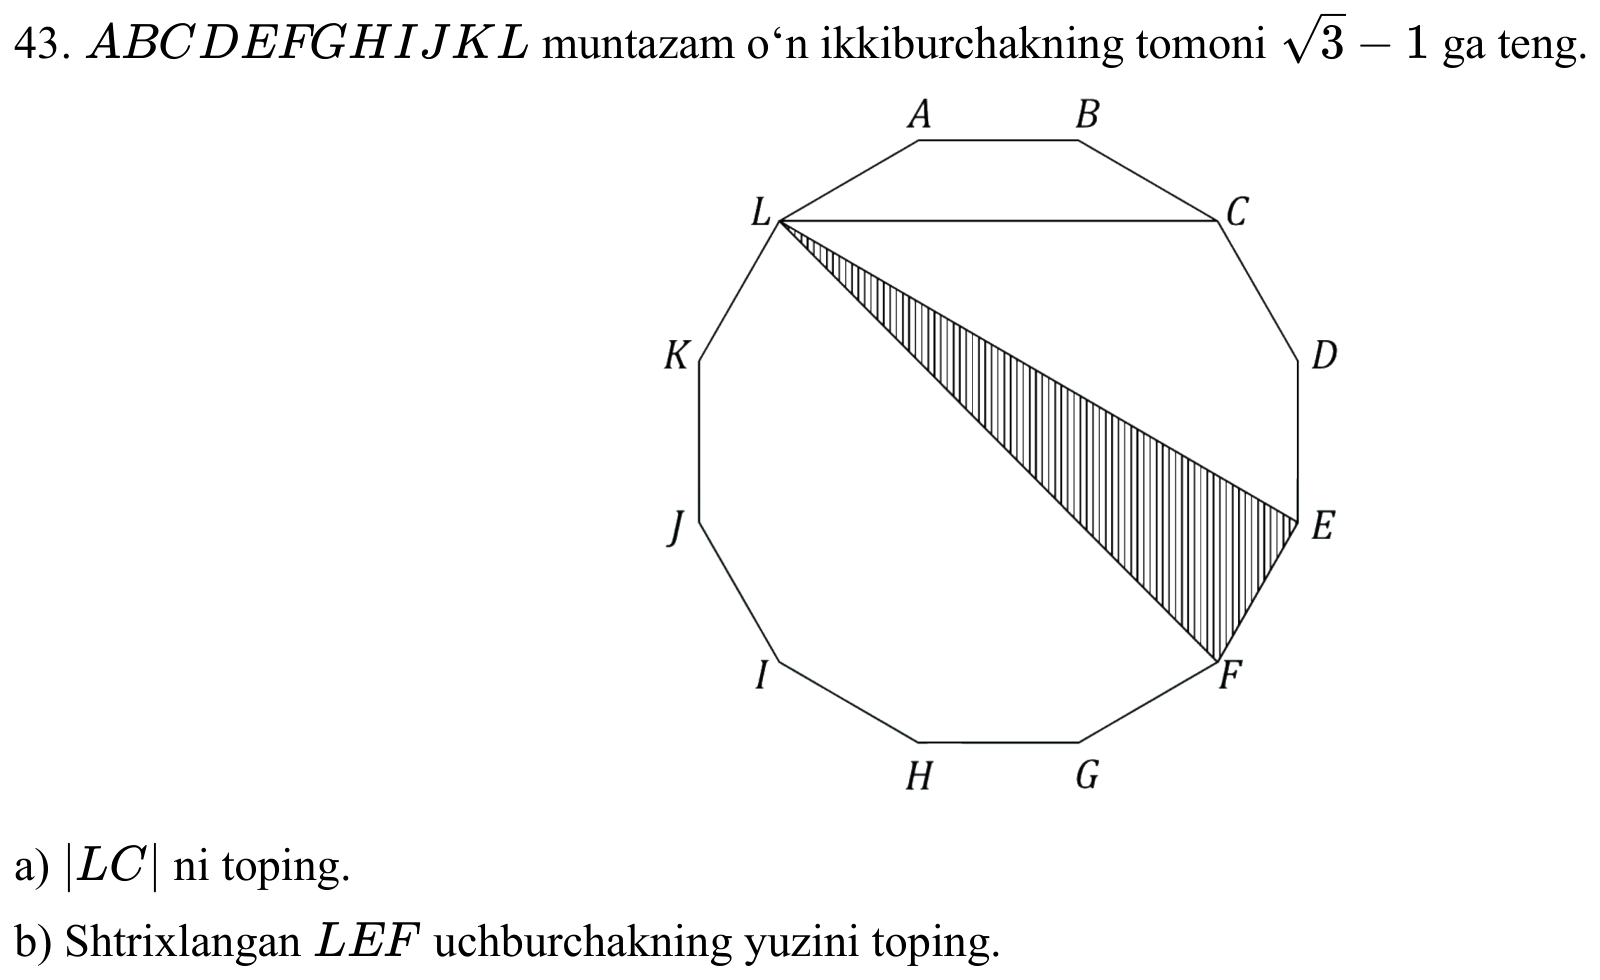 43. ABCDEFGHIJKL muntazam o‘n ikkiburchakning tomoni √3 − 1 ga teng.
A B
L C
K D
J E
I F
H G
a) |LC| ni toping.
b) Shtrixlangan LEF uchburchakning yuzini toping.